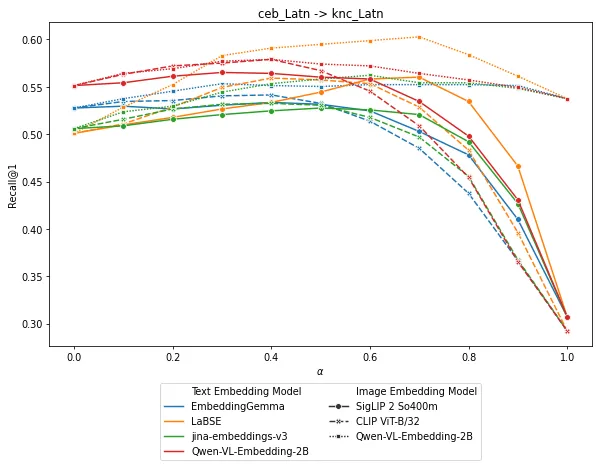 ceb_Latn -> knc_Latn
Recall@1
0.60
0.55
0.50
0.45
0.40
0.35
0.30
0.0 0.2 0.4 0.6 0.8 1.0
α
Text Embedding Model Image Embedding Model
EmbeddingGemma SigLIP 2 So400m
LaBSE CLIP ViT-B/32
jina-embeddings-v3 Qwen-VL-Embedding-2B
Qwen-VL-Embedding-2B